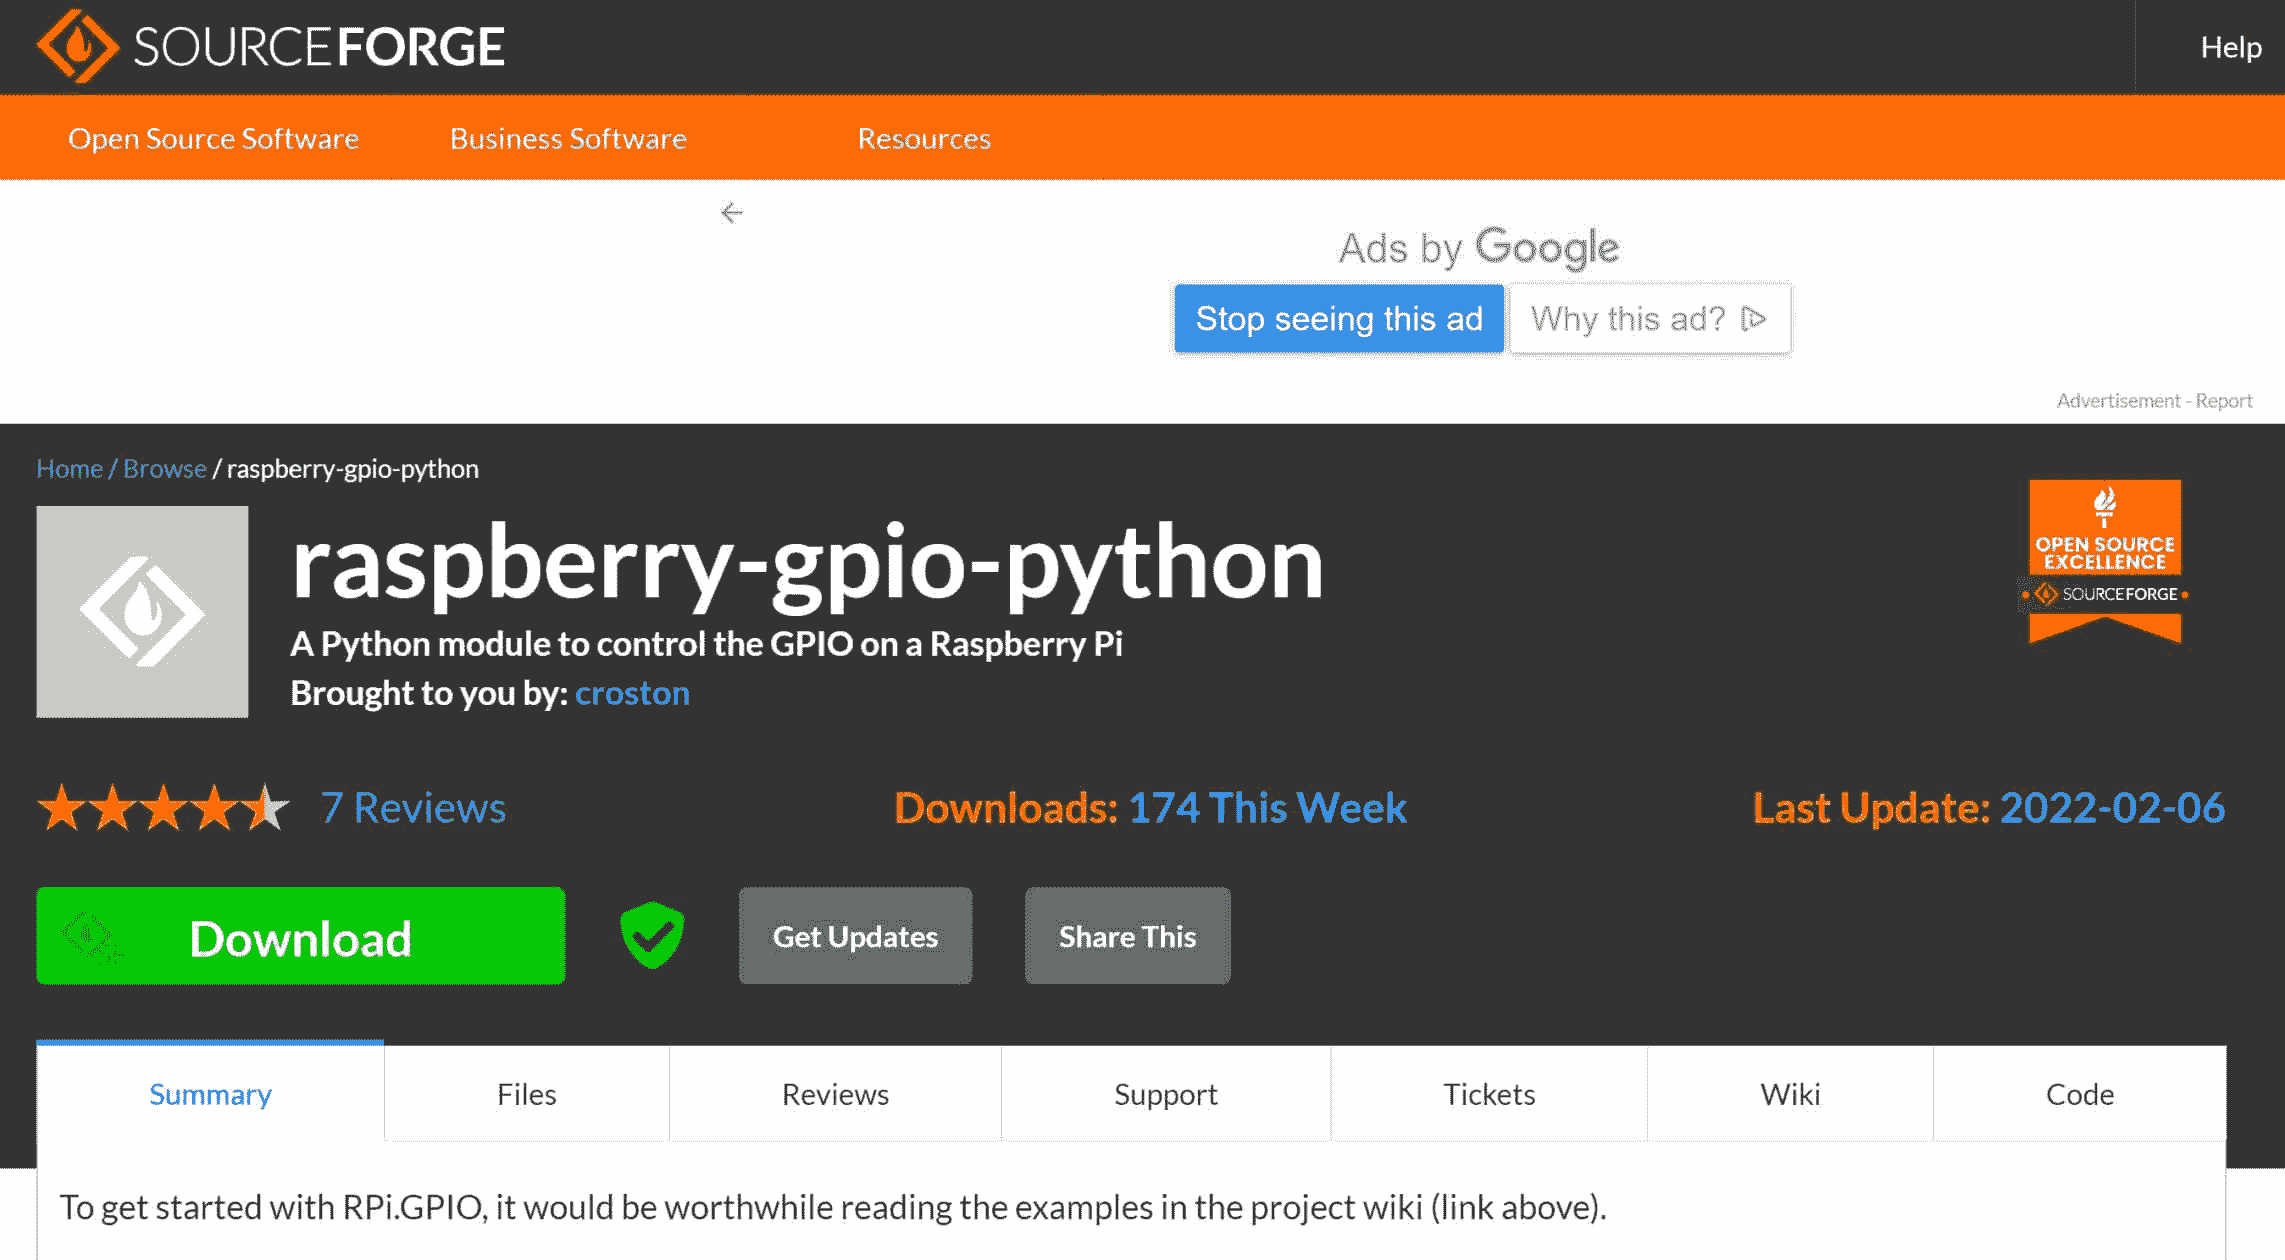 SOURCEFORGE
Help
Open Source Software Business Software Resources
Ads by Google
Stop seeing this ad Why this ad?
Advertisement - Report
Home / Browse / raspberry-gpio-python
raspberry-gpio-python
A Python module to control the GPIO on a Raspberry Pi
Brought to you by: croston
OPEN SOURCE
EXCELLENCE
SOURCEFORGE
7 Reviews
Downloads: 174 This Week
Last Update: 2022-02-06
Download
Get Updates
Share This
Summary Files Reviews Support Tickets Wiki Code
To get started with RPi.GPIO, it would be worthwhile reading the examples in the project wiki (link above).